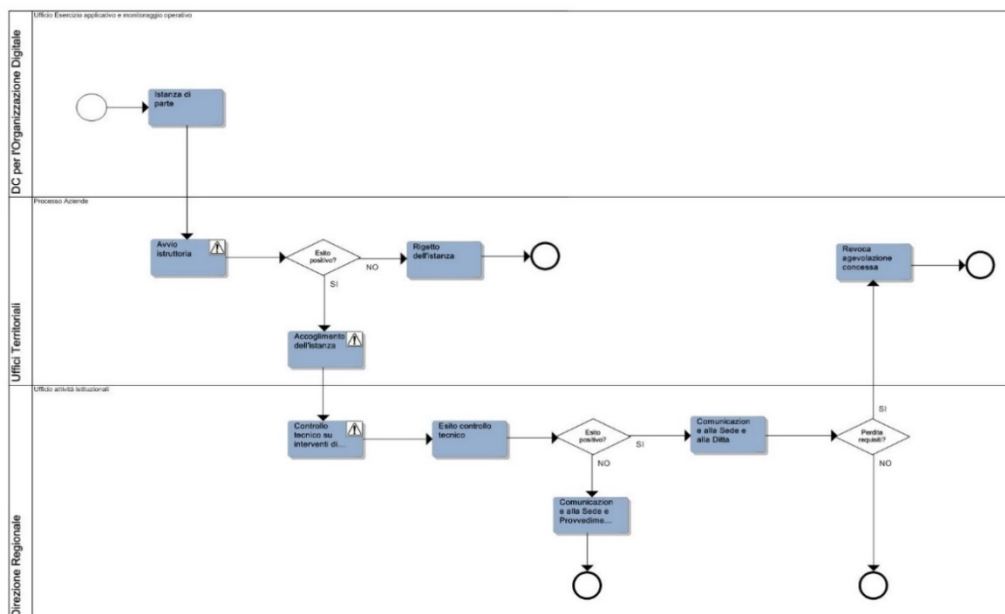 DC per l'Organizzazione Digitale
Ufficio Esercizio applicativo e monitoraggio operativo
Istanza di
parte
Uffici Territoriali
Processo Aziende
Avvio
istruttoria
Esito
positivo?
NO
SI
Rigetto
dell'istanza
Revoca
agevolazione
concessa
Accoglimento
dell'istanza
Direzione Regionale
Ufficio attività istituzionali
SI
Controllo
tecnico su
interventi di...
Esito controllo
tecnico
Esito
positivo?
SI
NO
Comunicazion
e alla Sede e
alla Ditta
Perdita
requisiti?
NO
Comunicazion
e alla Sede e
Provvedime...